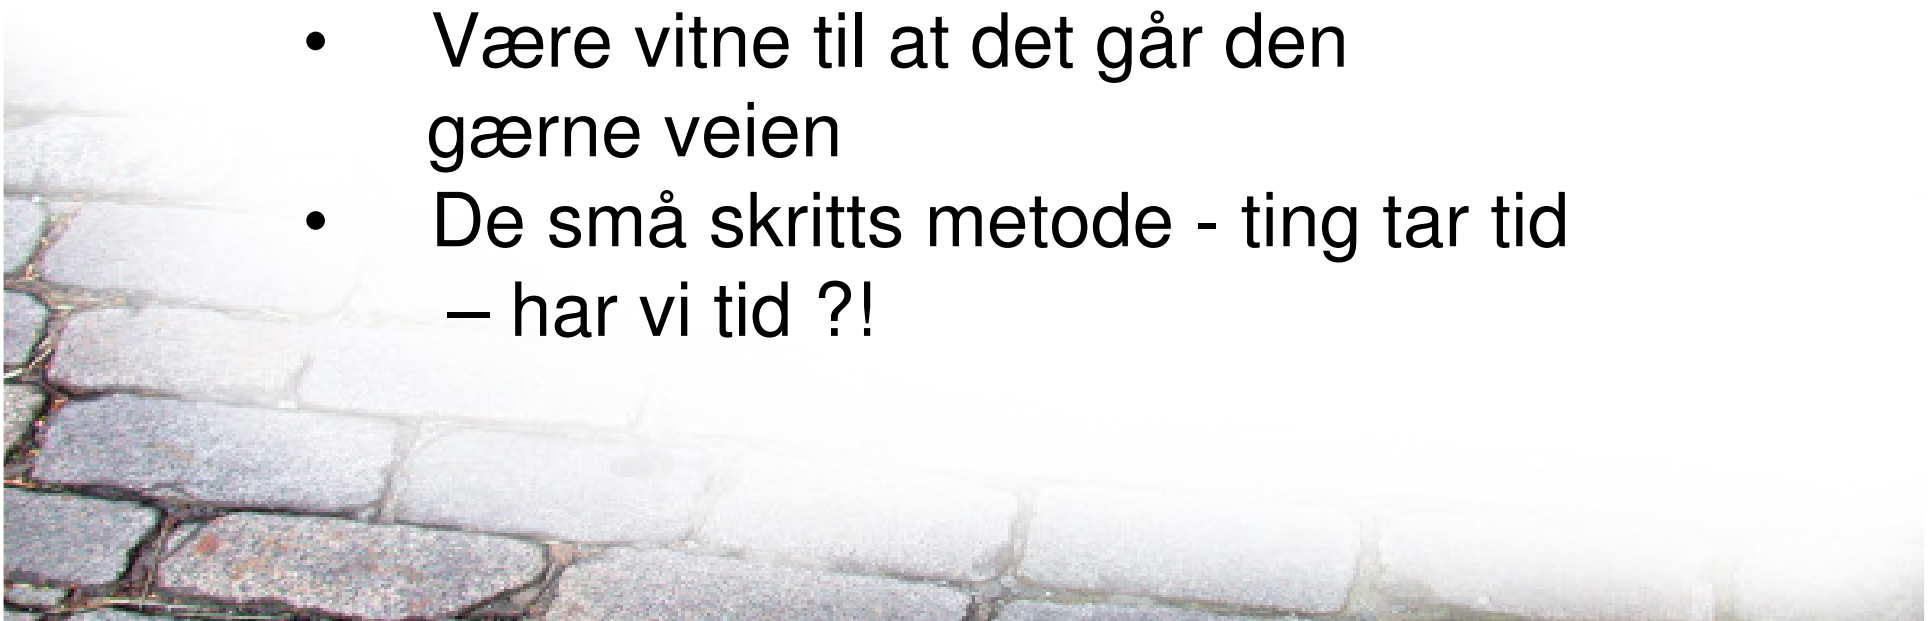 • Være vitne til at det går den
gærne veien
• De små skritts metode - ting tar tid
– har vi tid ?!